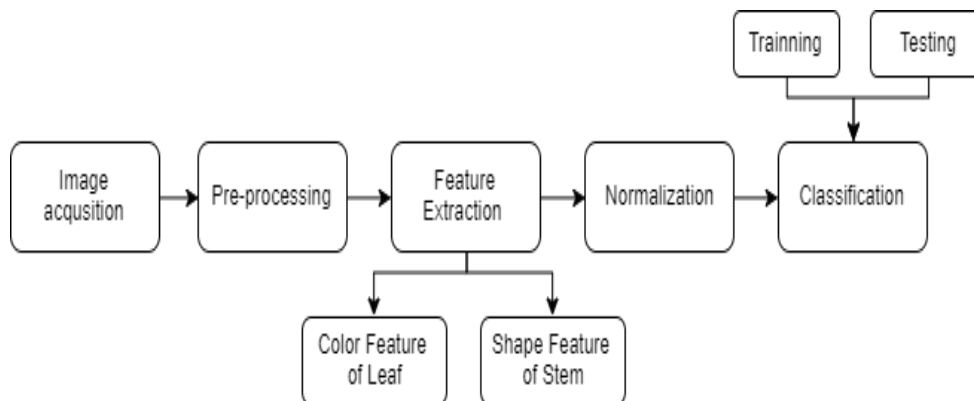 Trainning
Testing
Image
acqusition
Pre-processing
Feature
Extraction
Normalization
Classification
Color Feature
of Leaf
Shape Feature
of Stem